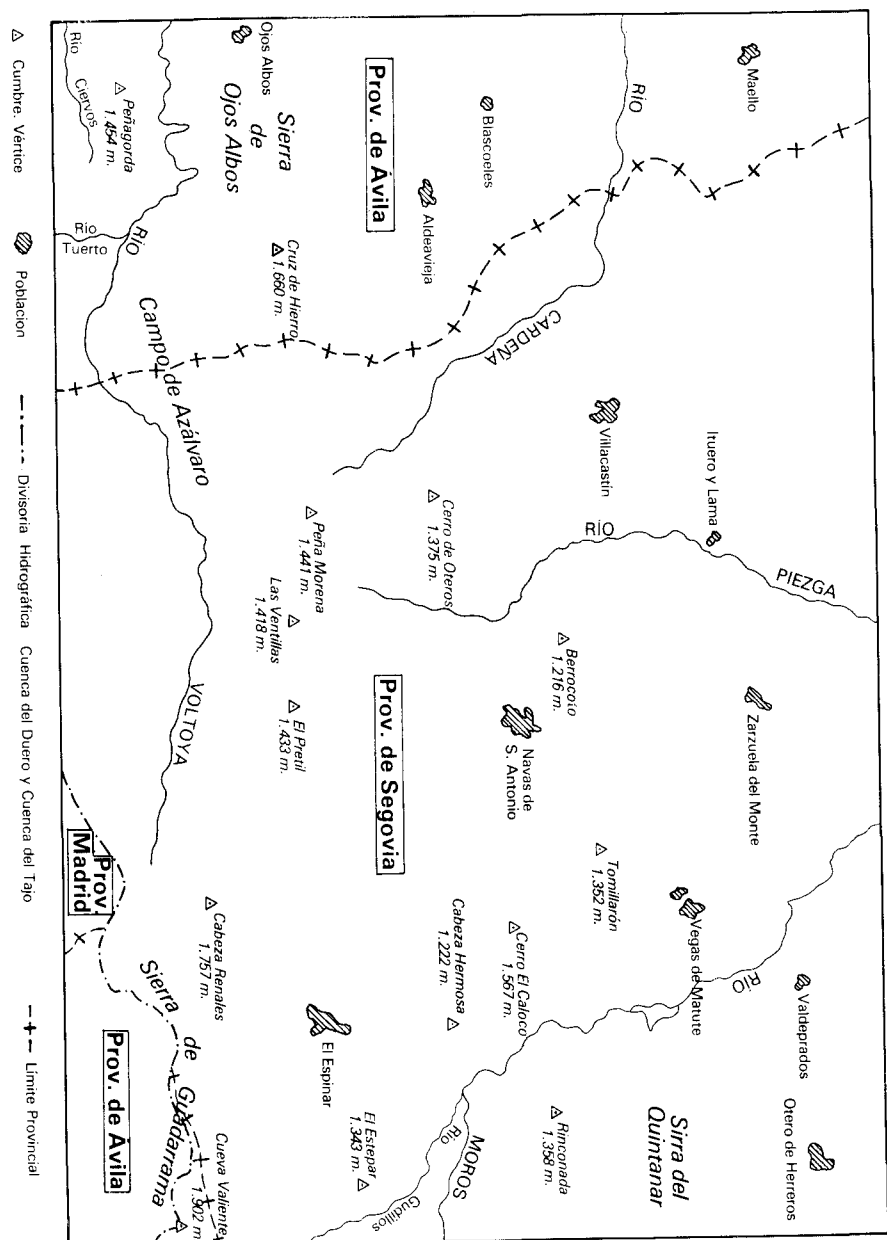 Maello
RÍO
Blascoeles
Prov. de Ávila
Ojos Albos
Sierra
de
Ojos Albos
Aldeavieja
Peñagorda
1.454 m.
Río
Ciervos
Río
Tuerto
RÍO
Cruz de Hierro
1.660 m.
CARDEÑA
Campo de Azálvaro
Villacastín
Ituero y Lama
RÍO
PIEZGA
Cerro de Oteros
1.375 m.
Peña Morena
1.441 m.
Las Ventillas
1.418 m.
Berrocoio
1.216 m.
VOLTOYA
El Pretil
1.433 m.
Prov. de Segovia
Navas de
S. Antonio
Zarzuela del Monte
Tomillarón
1.352 m.
Vegas de Matute
Cerro El Caloco
1.567 m.
Cabeza Hermosa
1.222 m.
Cabeza Renales
1.757 m.
Prov.
Madrid
RÍO
Valdeprados
Otero de Herreros
Sirra del
Quintanar
Rinconada
1.358 m.
MOROS
Río
Gudillos
El Espinar
El Estepar
1.343 m.
Sierra de Guadarrama
Prov. de Ávila
Cueva Valiente
1.902 m
Cumbre. Vértice
Poblacion
Divisoria Hidrográfica Cuenca del Duero y Cuenca del Tajo
Límite Provincial